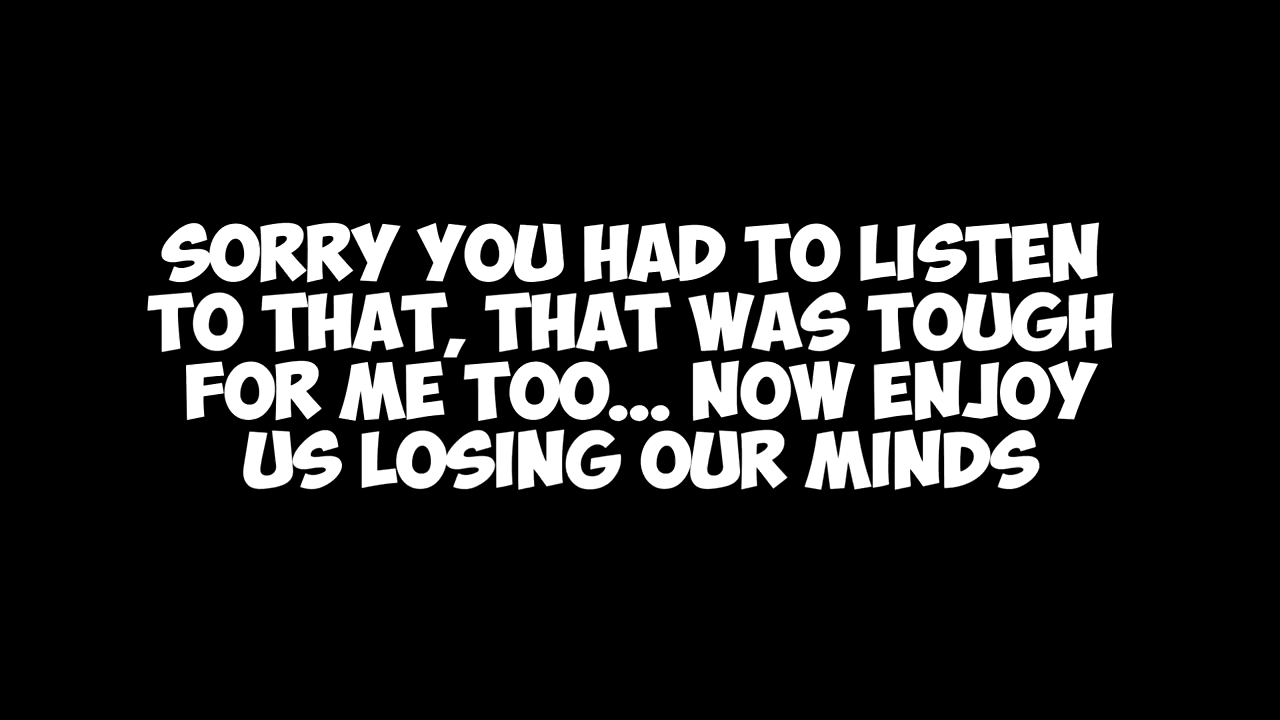 SORRY YOU HAD TO LISTEN
TO THAT, THAT WAS TOUGH
FOR ME TOO... NOW ENJOY
US LOSING OUR MINDS